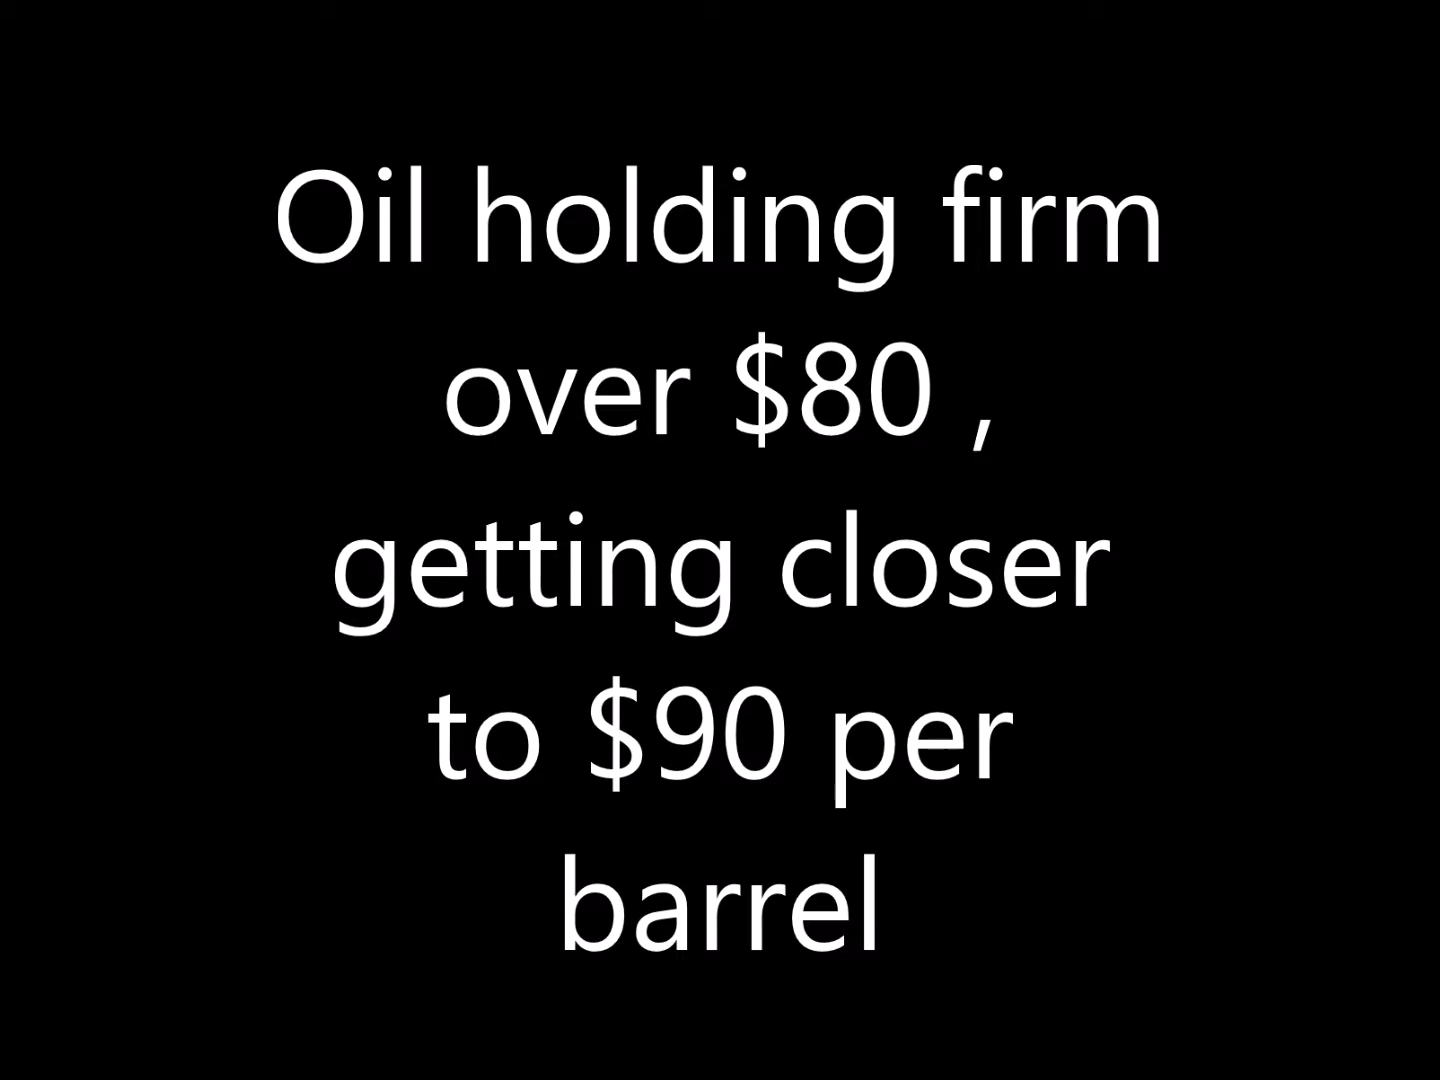 Oil holding firm
over $80 ,
getting closer
to $90 per
barrel